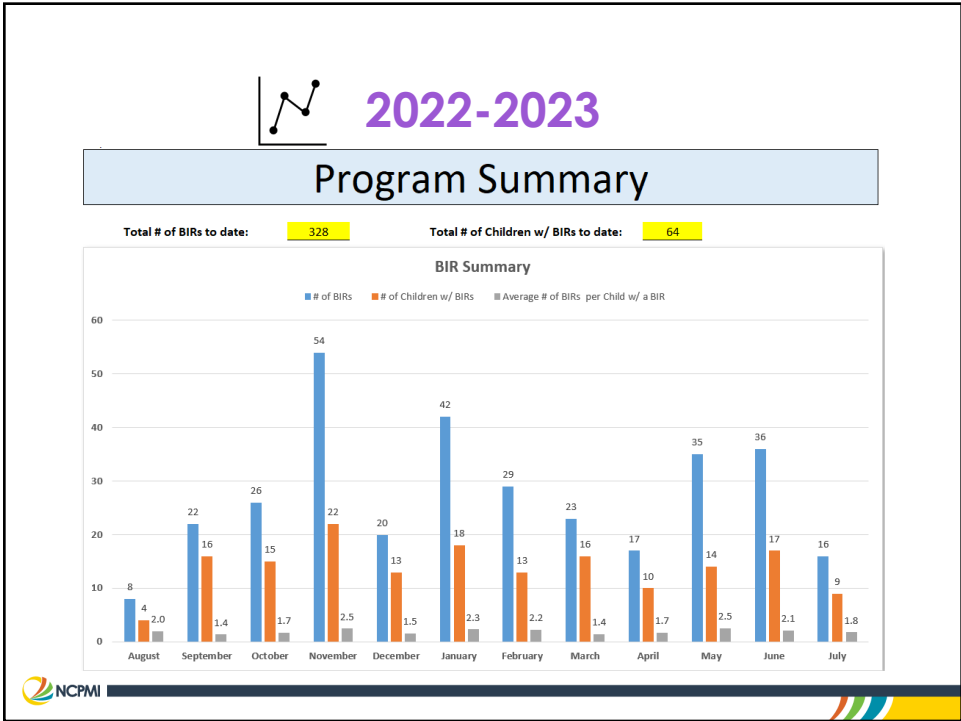 2022-2023
Program Summary
Total # of BIRs to date: 328 Total # of Children w/ BIRs to date: 64
BIR Summary
# of BIRs # of Children w/ BIRs Average # of BIRs per Child w/ a BIR
60
50
40
30
20
10
0
8 4 2.0
22 16 1.4
26 15 1.7
54 22 2.5
20 13 1.5
42 18 2.3
29 13 2.2
23 16 1.4
17 10 1.7
35 14 2.5
36 17 2.1
16 9 1.8
August September October November December January February March April May June July
NCPMI